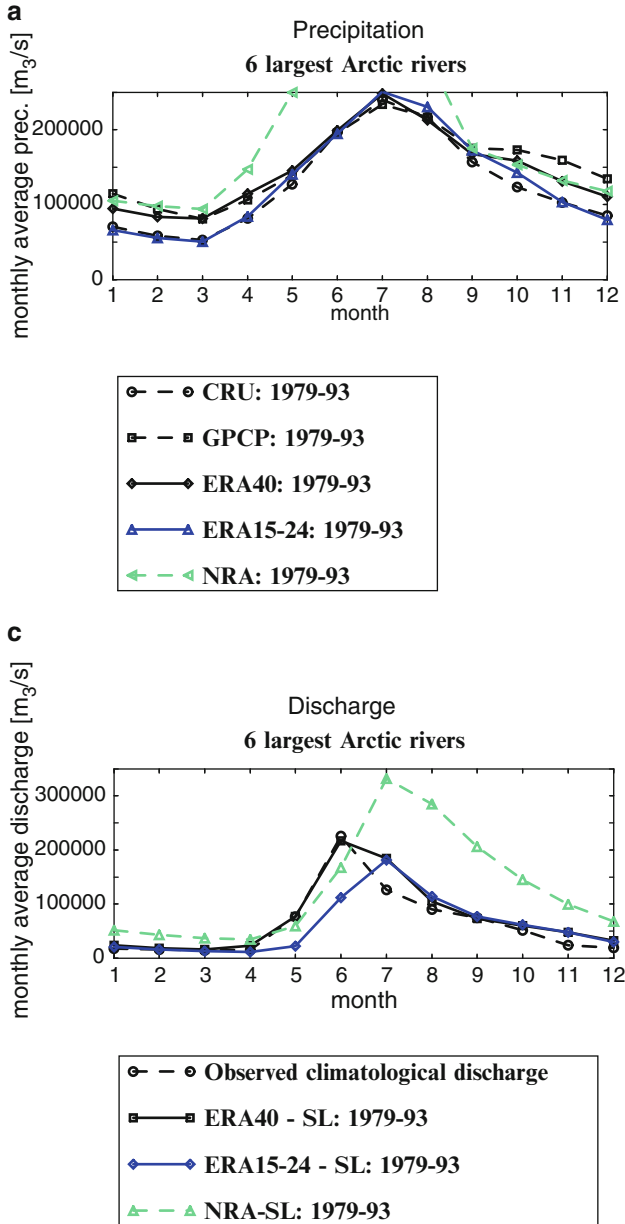 a
Precipitation
6 largest Arctic rivers
monthly average prec. [m3/s]
200000
100000
0
1 2 3 4 5 6 7 8 9 10 11 12
month
CRU: 1979-93
GPCP: 1979-93
ERA40: 1979-93
ERA15-24: 1979-93
NRA: 1979-93
c
Discharge
6 largest Arctic rivers
monthly average discharge [m3/s]
300000
200000
100000
0
1 2 3 4 5 6 7 8 9 10 11 12
month
Observed climatological discharge
ERA40 - SL: 1979-93
ERA15-24 - SL: 1979-93
NRA-SL: 1979-93